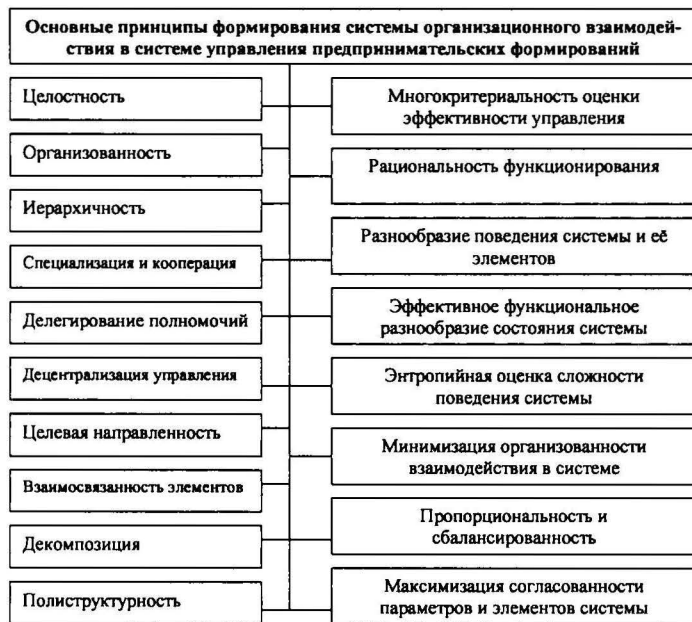 Основные принципы формирования системы организационного взаимодей-
ствия в системе управления предпринимательских формирований
Целостность
Организованность
Иерархичность
Специализация и кооперация
Делегирование полномочий
Децентрализация управления
Целевая направленность
Взаимосвязанность элементов
Декомпозиция
Полиструктурность
Многокритериальность оценки
эффективности управления
Рациональность функционирования
Разнообразие поведения системы и её
элементов
Эффективное функциональное
разнообразие состояния системы
Энтропийная оценка сложности
поведения системы
Минимизация организованности
взаимодействия в системе
Пропорциональность и
сбалансированность
Максимизация согласованности
параметров и элементов системы